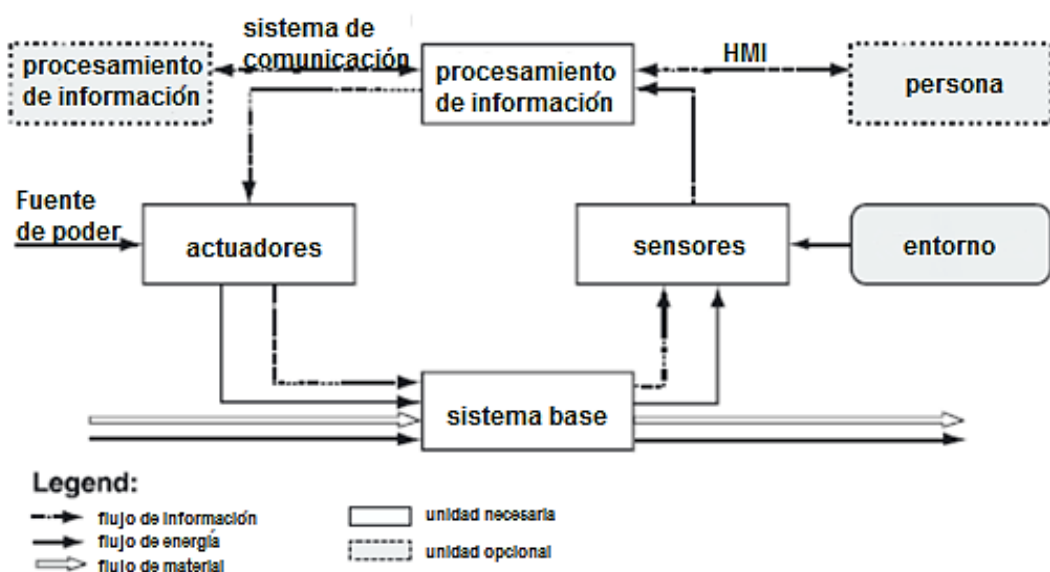 sistema de
comunicación
HMI
procesamiento
de información
procesamiento
de información
persona
Fuente
de poder
actuadores
sensores
entorno
sistema base
Legend:
flujo de información
flujo de energía
flujo de material
unidad necesaria
unidad opcional